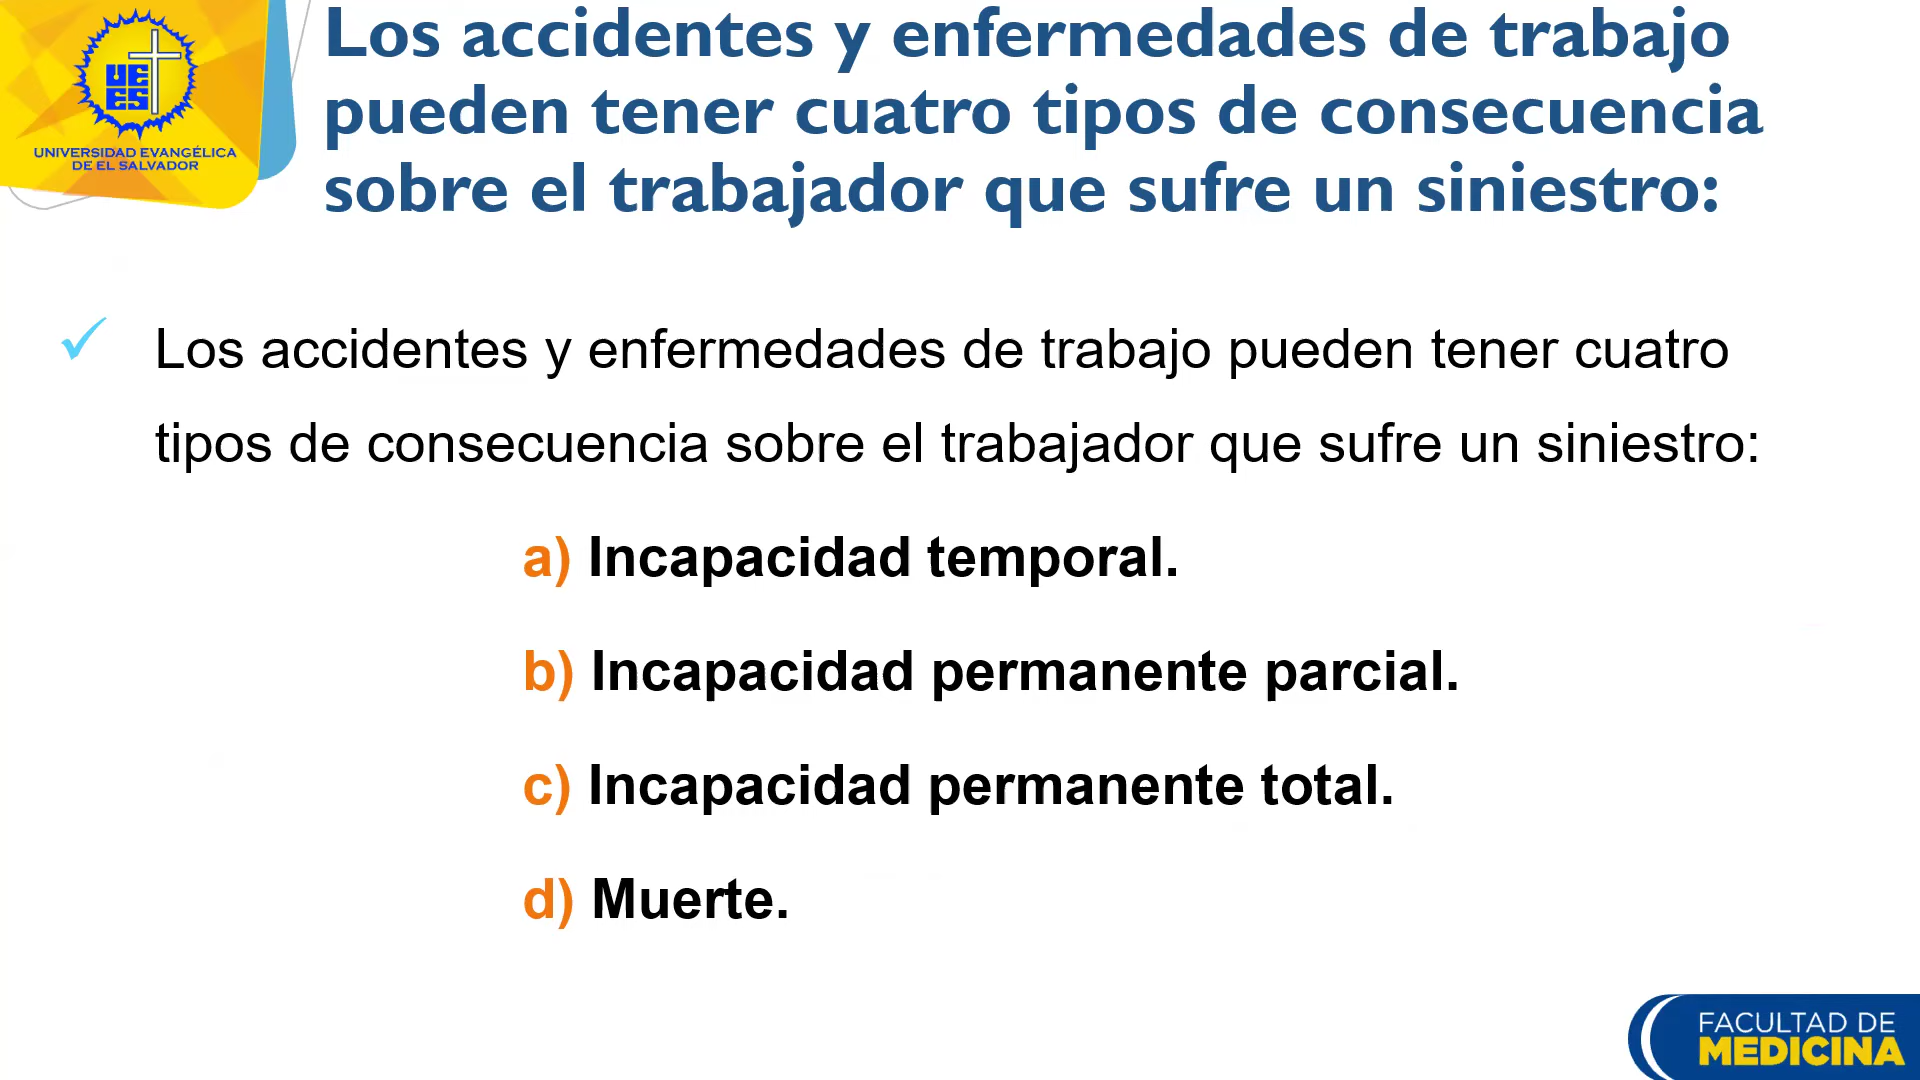 Los accidentes y enfermedades de trabajo
pueden tener cuatro tipos de consecuencia
sobre el trabajador que sufre un siniestro:
UE
ES
UNIVERSIDAD EVANGÉLICA
DE EL SALVADOR
Los accidentes y enfermedades de trabajo pueden tener cuatro
tipos de consecuencia sobre el trabajador que sufre un siniestro:
a) Incapacidad temporal.
b) Incapacidad permanente parcial.
c) Incapacidad permanente total.
d) Muerte.
FACULTAD DE
MEDICINA